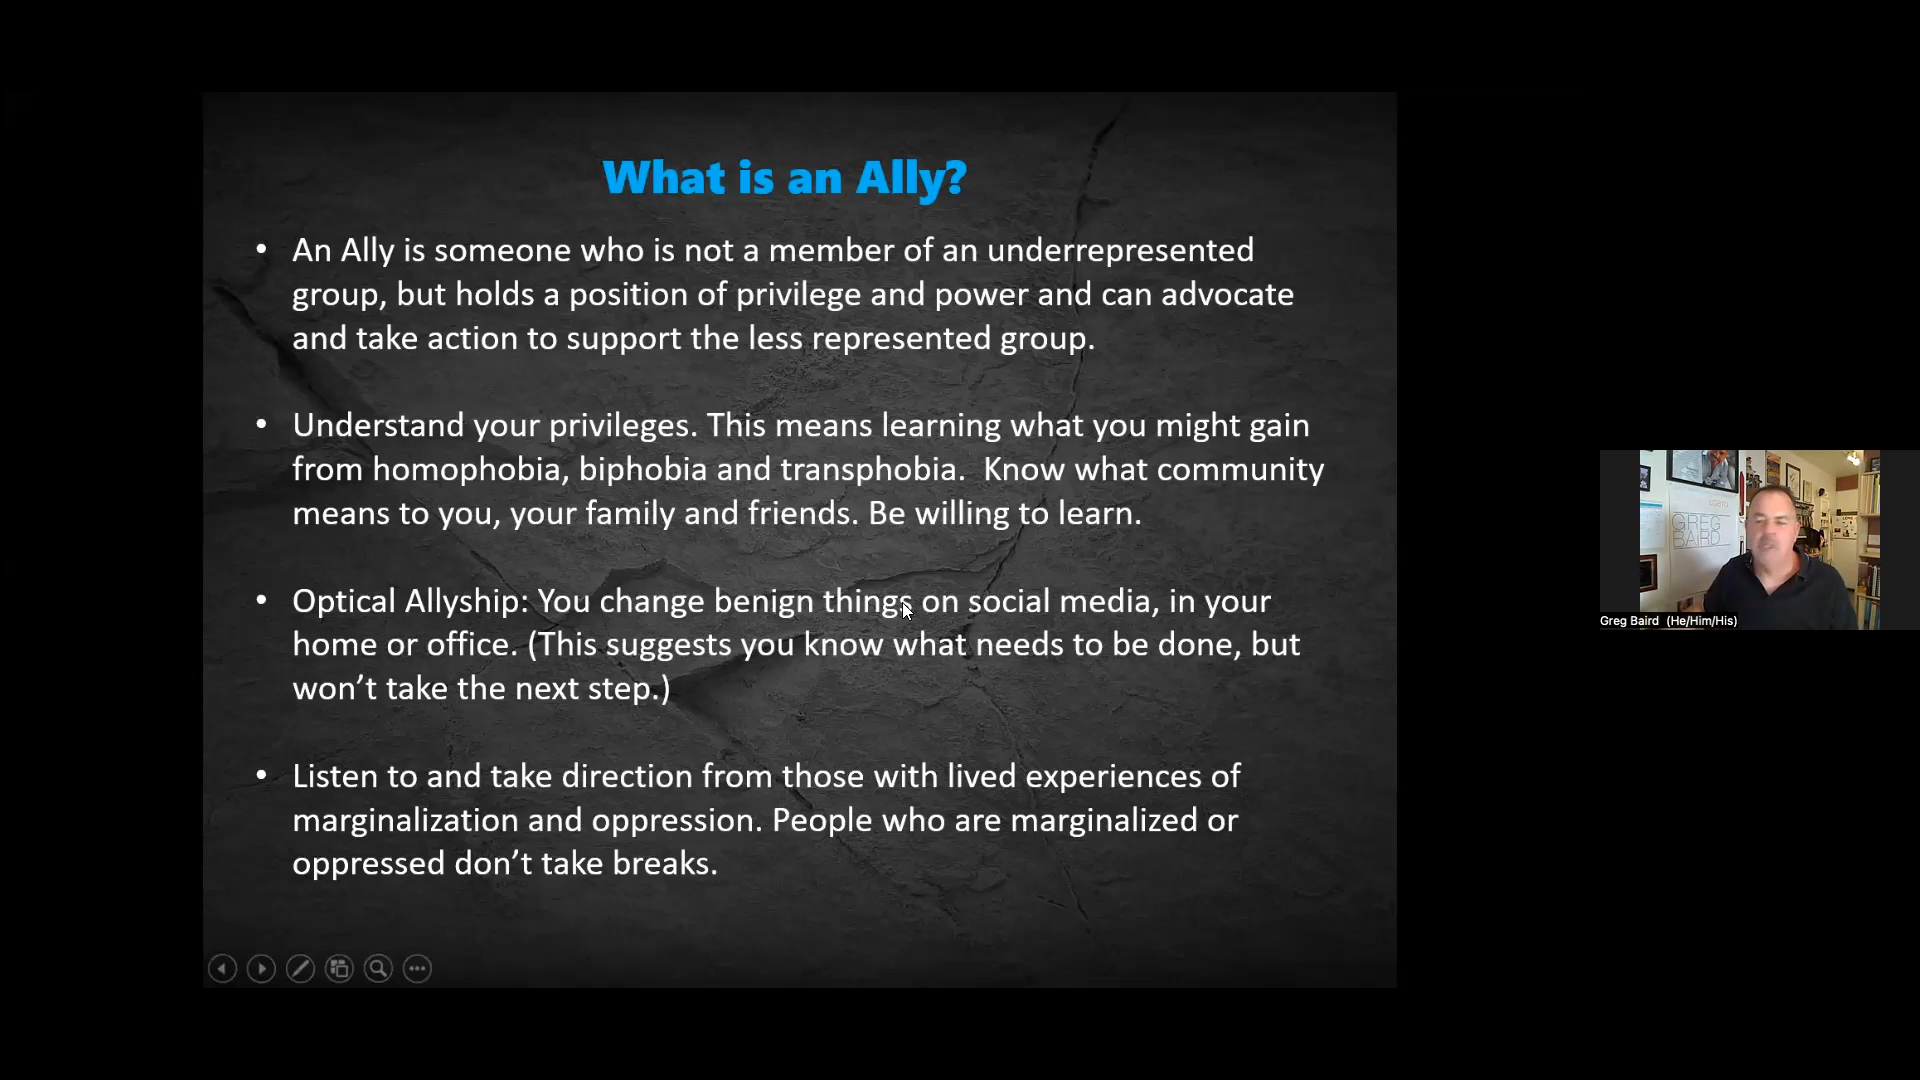 What is an Ally?
• An Ally is someone who is not a member of an underrepresented
group, but holds a position of privilege and power and can advocate
and take action to support the less represented group.
• Understand your privileges. This means learning what you might gain
from homophobia, biphobia and transphobia.  Know what community
means to you, your family and friends. Be willing to learn.
• Optical Allyship: You change benign things on social media, in your
home or office. (This suggests you know what needs to be done, but
won’t take the next step.)
• Listen to and take direction from those with lived experiences of
marginalization and oppression. People who are marginalized or
oppressed don’t take breaks.
GREG
BAIRD
Greg Baird  (He/Him/His)